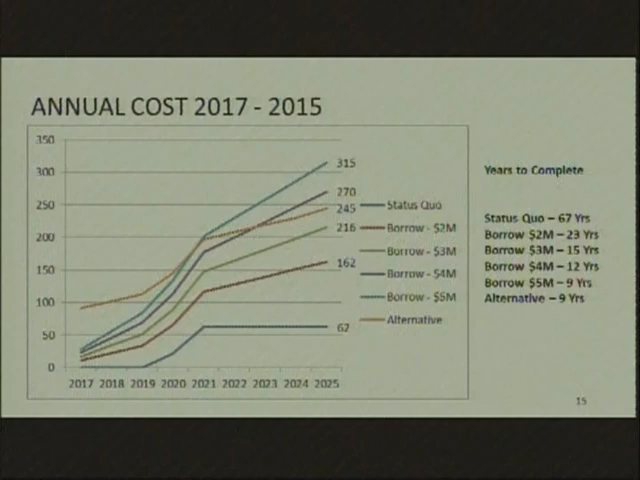 ANNUAL COST 2017 - 2015
350
300
250
200
150
100
50
0
2017 2018 2019 2020 2021 2022 2023 2024 2025
315
270
245
216
162
62
Status Quo
Borrow - $2M
Borrow - $3M
Borrow - $4M
Borrow - $5M
Alternative
Years to Complete
Status Quo – 67 Yrs
Borrow $2M – 23 Yrs
Borrow $3M – 15 Yrs
Borrow $4M – 12 Yrs
Borrow $5M – 9 Yrs
Alternative – 9 Yrs
15